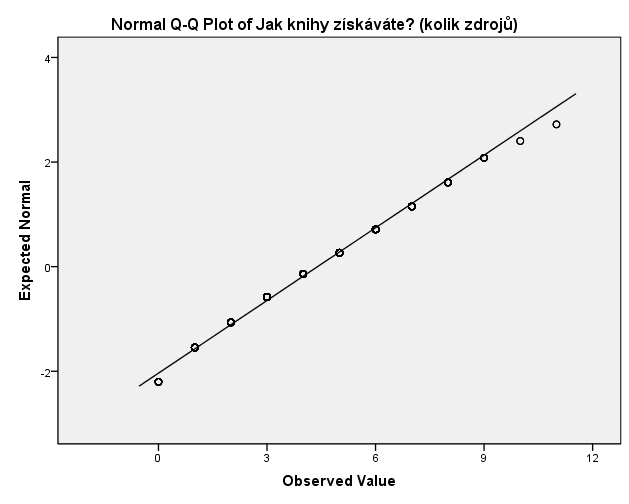 Normal Q-Q Plot of Jak knihy získáváte? (kolik zdrojů)
4
2
0
-2
Expected Normal
0 3 6 9 12
Observed Value